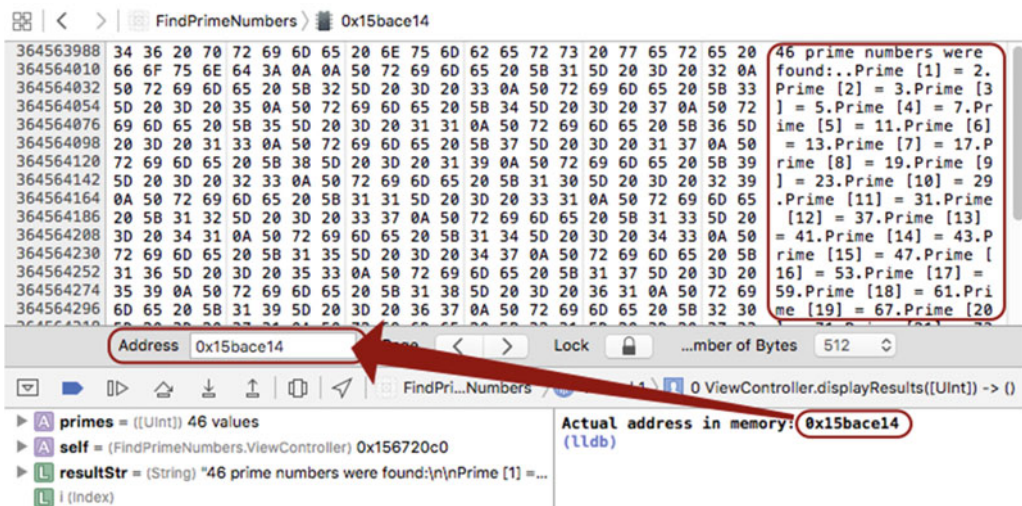 FindPrimeNumbers 0x15bace14
364563988 34 36 20 70 72 69 6D 65 20 6E 75 6D 62 65 72 73 20 77 65 72 65 20 46 prime numbers were
364564010 66 6F 75 6E 64 3A 0A 0A 50 72 69 6D 65 20 5B 31 5D 20 3D 20 32 0A found:..Prime [1] = 2.
364564032 50 72 69 6D 65 20 5B 32 5D 20 3D 20 33 0A 50 72 69 6D 65 20 5B 33 Prime [2] = 3.Prime [3
364564054 5D 20 3D 20 35 0A 50 72 69 6D 65 20 5B 34 5D 20 3D 20 37 0A 50 72 ] = 5.Prime [4] = 7.Pr
364564076 69 6D 65 20 5B 35 5D 20 3D 20 31 31 0A 50 72 69 6D 65 20 5B 36 5D ime [5] = 11.Prime [6]
364564098 20 3D 20 31 33 0A 50 72 69 6D 65 20 5B 37 5D 20 3D 20 31 37 0A 50 = 13.Prime [7] = 17.P
364564120 72 69 6D 65 20 5B 38 5D 20 3D 20 31 39 0A 50 72 69 6D 65 20 5B 39 rime [8] = 19.Prime [9
364564142 5D 20 3D 20 32 33 0A 50 72 69 6D 65 20 5B 31 30 5D 20 3D 20 32 39 ] = 23.Prime [10] = 29
364564164 0A 50 72 69 6D 65 20 5B 31 31 5D 20 3D 20 33 31 0A 50 72 69 6D 65 .Prime [11] = 31.Prime
364564186 20 5B 31 32 5D 20 3D 20 33 37 0A 50 72 69 6D 65 20 5B 31 33 5D 20 [12] = 37.Prime [13]
364564208 3D 20 34 31 0A 50 72 69 6D 65 20 5B 31 34 5D 20 3D 20 34 33 0A 50 = 41.Prime [14] = 43.P
364564230 72 69 6D 65 20 5B 31 35 5D 20 3D 20 34 37 0A 50 72 69 6D 65 20 5B rime [15] = 47.Prime [
364564252 31 36 5D 20 3D 20 35 33 0A 50 72 69 6D 65 20 5B 31 37 5D 20 3D 20 16] = 53.Prime [17] =
364564274 35 39 0A 50 72 69 6D 65 20 5B 31 38 5D 20 3D 20 36 31 0A 50 72 69 59.Prime [18] = 61.Pri
364564296 6D 65 20 5B 31 39 5D 20 3D 20 36 37 0A 50 72 69 6D 65 20 5B 32 30 me [19] = 67.Prime [20
Address 0x15bace14 Lock ...mber of Bytes 512
FindPri...Numbers 0 ViewController.displayResults([UInt]) -> ()
A primes = ([UInt]) 46 values
A self = (FindPrimeNumbers.ViewController) 0x156720c0
L resultStr = (String) "46 prime numbers were found:\n\nPrime [1] =...
L i (Index)
Actual address in memory: 0x15bace14
(lldb)